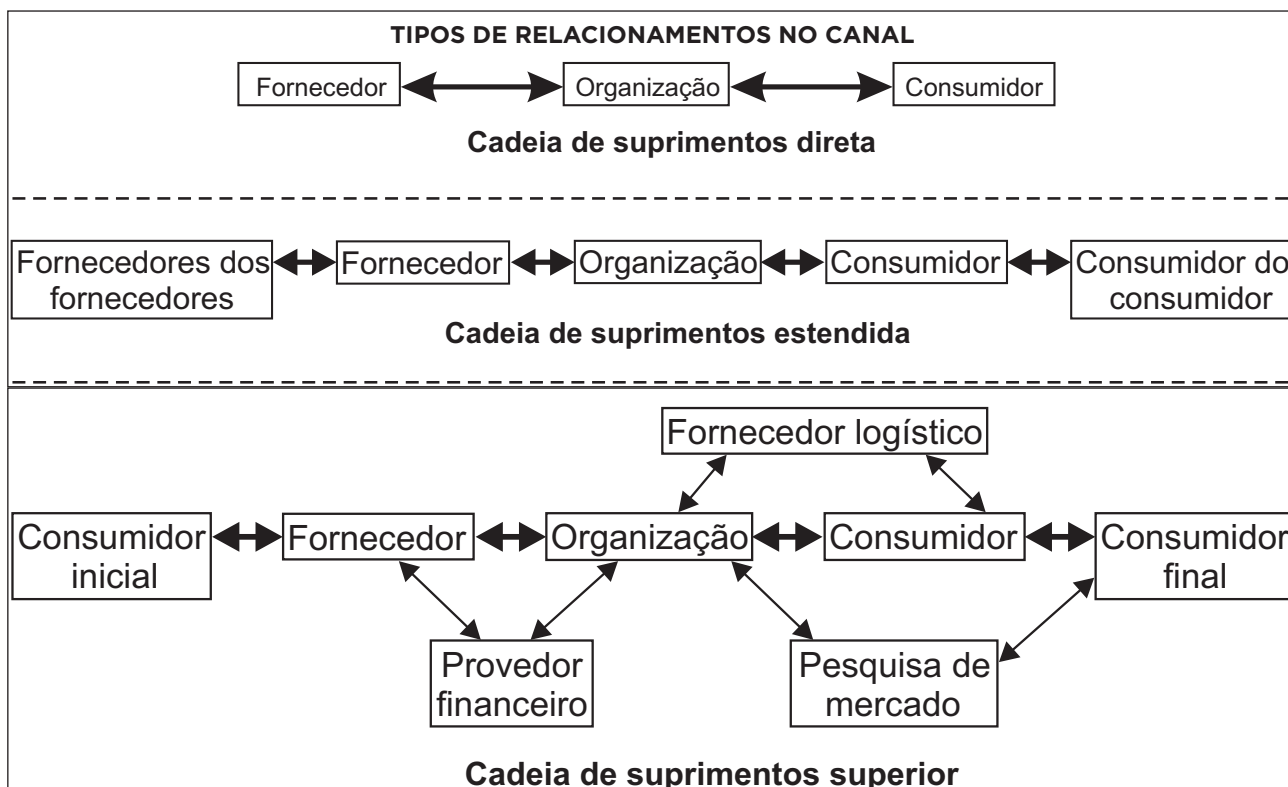 TIPOS DE RELACIONAMENTOS NO CANAL
Fornecedor
Organização
Consumidor
Cadeia de suprimentos direta
Fornecedores dos
fornecedores
Fornecedor
Organização
Consumidor
Consumidor do
consumidor
Cadeia de suprimentos estendida
Fornecedor logístico
Consumidor
inicial
Fornecedor
Organização
Consumidor
Consumidor
final
Provedor
financeiro
Pesquisa de
mercado
Cadeia de suprimentos superior